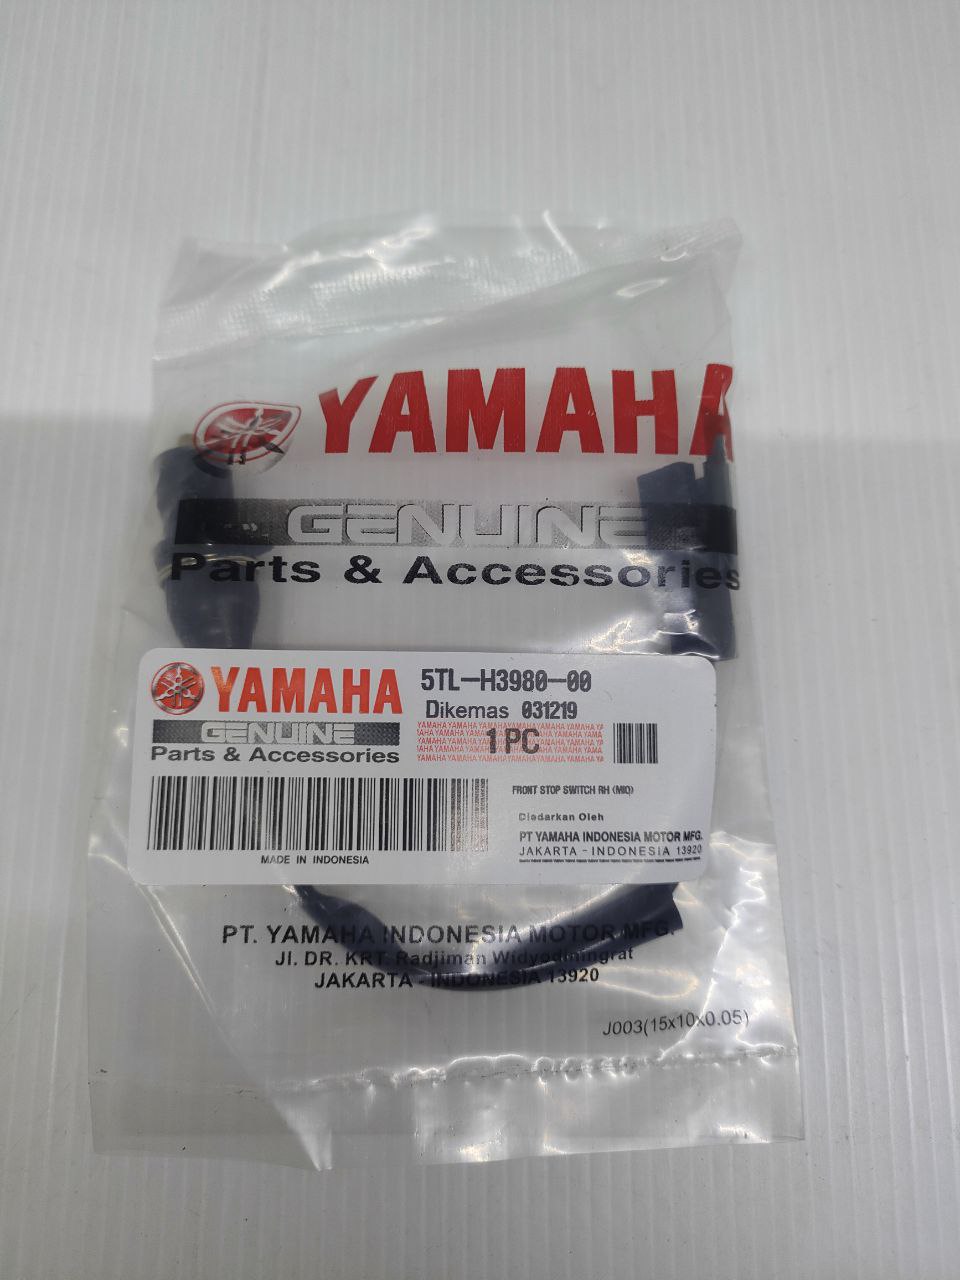 YAMAHA
GENUINE
Parts & Accessories
YAMAHA
GENUINE
Parts & Accessories
5TL-H3980-00
Dikemas 031219
1 PC
FRONT STOP SWITCH RH (MIO)
Diedarkan Oleh
PT YAMAHA INDONESIA MOTOR MFG.
JAKARTA - INDONESIA 13920
MADE IN INDONESIA
PT. YAMAHA INDONESIA MOTOR MFG.
Jl. DR. KRT. Radjiman Widyodiningrat
JAKARTA - INDONESIA 13920
J003(15x10x0.05)